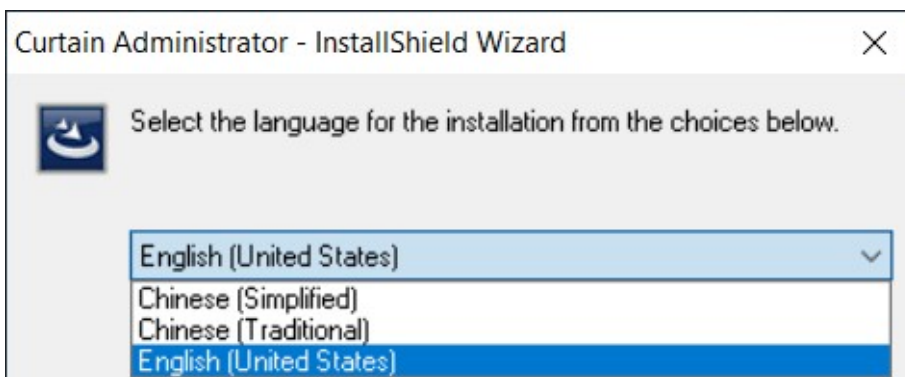 Curtain Administrator - InstallShield Wizard
Select the language for the installation from the choices below.
English (United States)
Chinese (Simplified)
Chinese (Traditional)
English (United States)